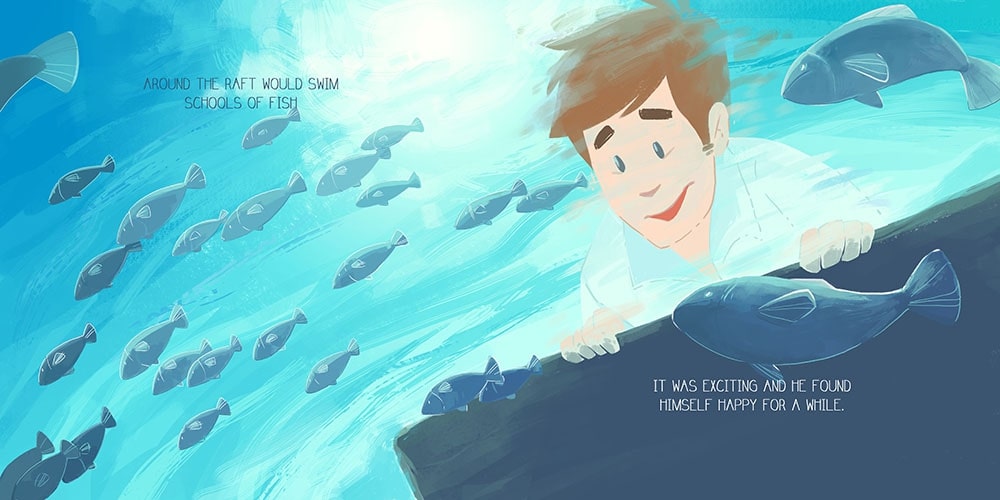 AROUND THE RAFT WOULD SWIM
SCHOOLS OF FISH
IT WAS EXCITING AND HE FOUND
HIMSELF HAPPY FOR A WHILE.